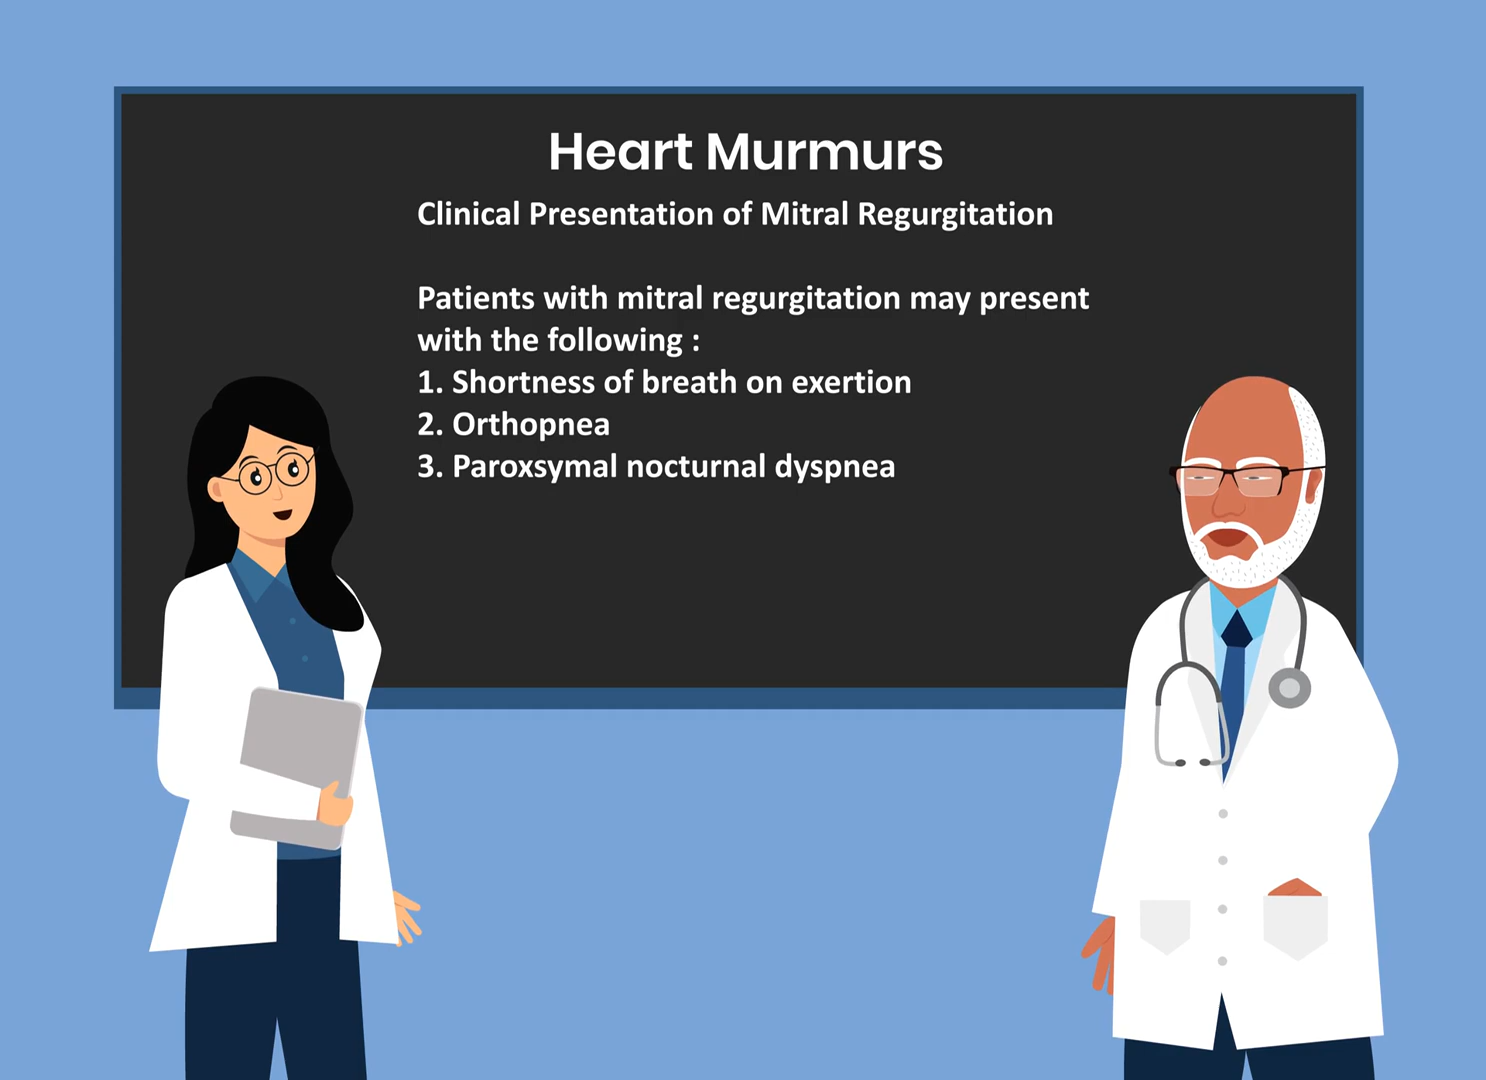 Heart Murmurs
Clinical Presentation of Mitral Regurgitation
Patients with mitral regurgitation may present
with the following :
1. Shortness of breath on exertion
2. Orthopnea
3. Paroxsymal nocturnal dyspnea